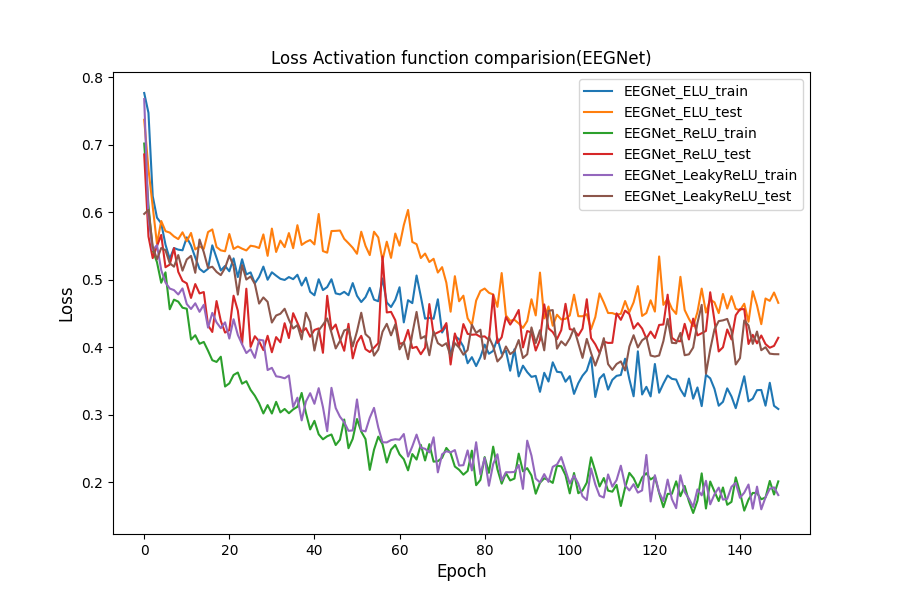 Loss Activation function comparision(EEGNet)
EEGNet_ELU_train
EEGNet_ELU_test
EEGNet_ReLU_train
EEGNet_ReLU_test
EEGNet_LeakyReLU_train
EEGNet_LeakyReLU_test
Loss
0.8
0.7
0.6
0.5
0.4
0.3
0.2
0 20 40 60 80 100 120 140
Epoch